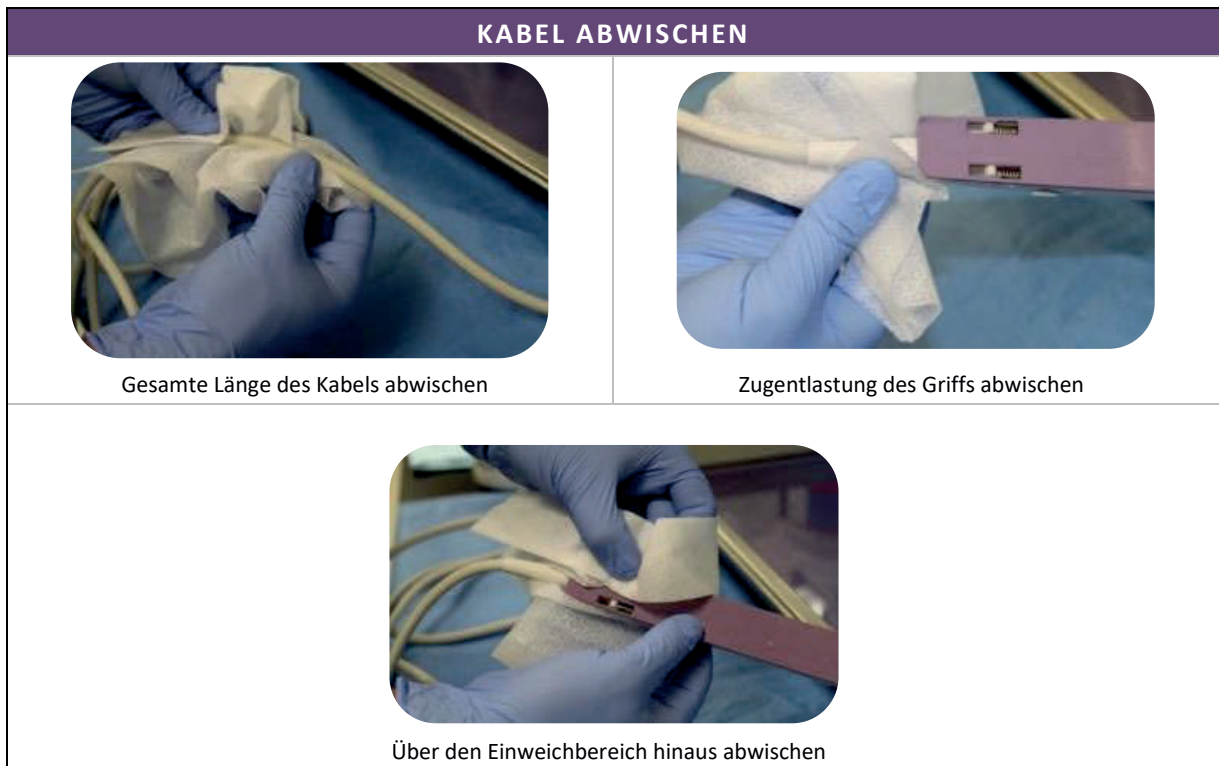 KABEL ABWISCHEN
Gesamte Länge des Kabels abwischen
Zugentlastung des Griffs abwischen
Über den Einweichbereich hinaus abwischen